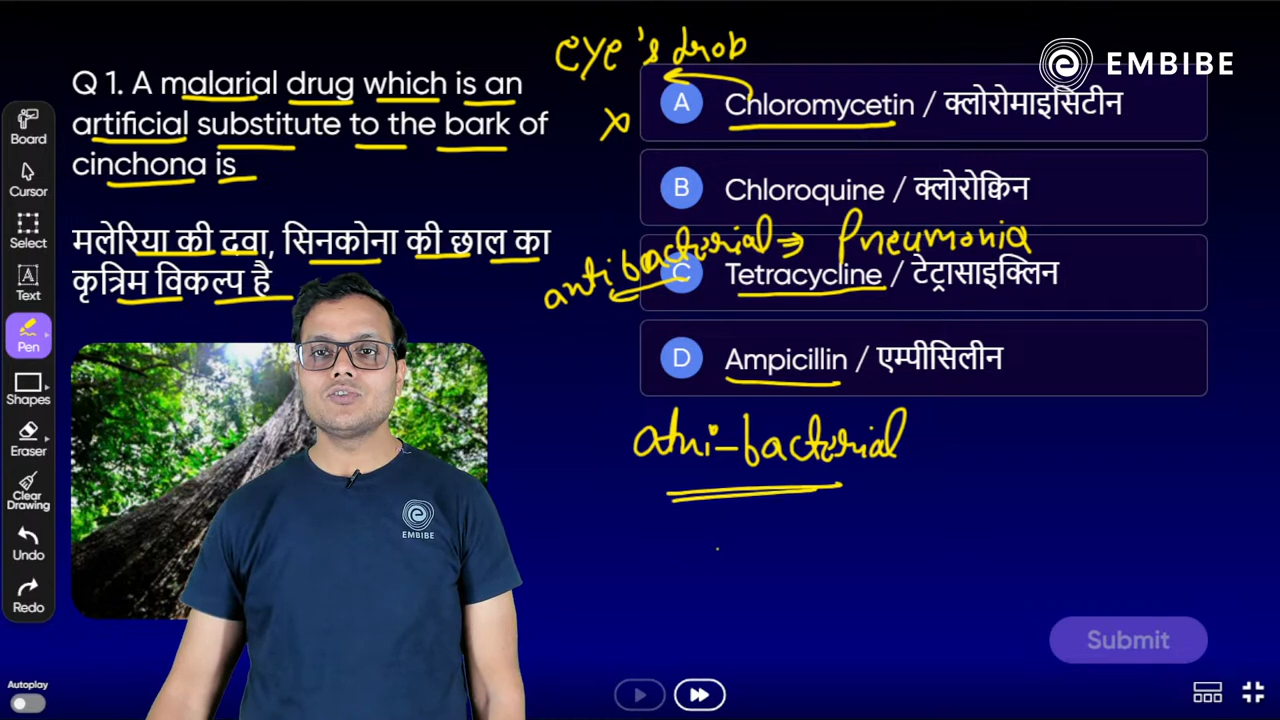 eye's drop
EMBIBE
Q 1. A malarial drug which is an
artificial substitute to the bark of
cinchona is
मलेरिया की दवा, सिनकोना की छाल का
कृत्रिम विकल्प है
x
A Chloromycetin / क्लोरोमाइसिटीन
B Chloroquine / क्लोरोक्विन
antibacterial ⇒ Pneumonia
C Tetracycline / टेट्रासाइक्लिन
D Ampicillin / एम्पीसिलीन
atni-bacterial
EMBIBE
Board
Cursor
Select
Text
Pen
Shapes
Eraser
Clear
Drawing
Undo
Redo
Autoplay
Submit